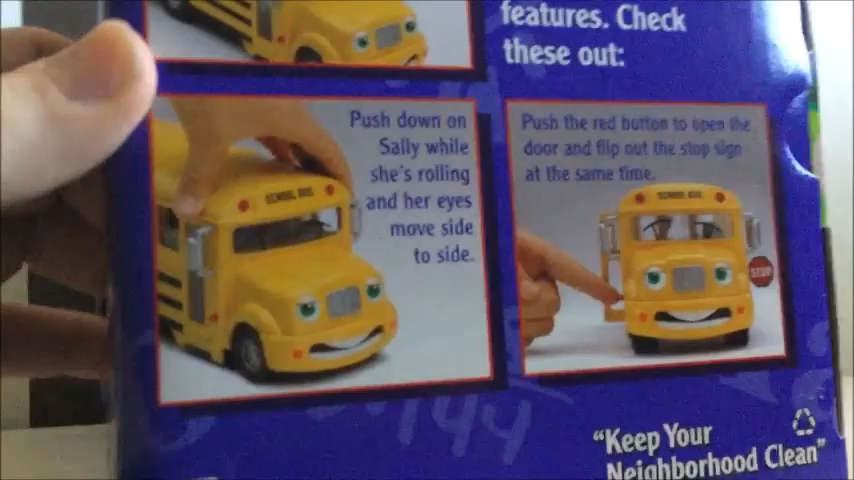 features. Check
these out:
Push down on
Sally while
she's rolling
and her eyes
move side
to side.
SCHOOL BUS
Push the red button to open the
door and flip out the stop sign
at the same time.
SCHOOL BUS
STOP
"Keep Your
Neighborhood Clean"